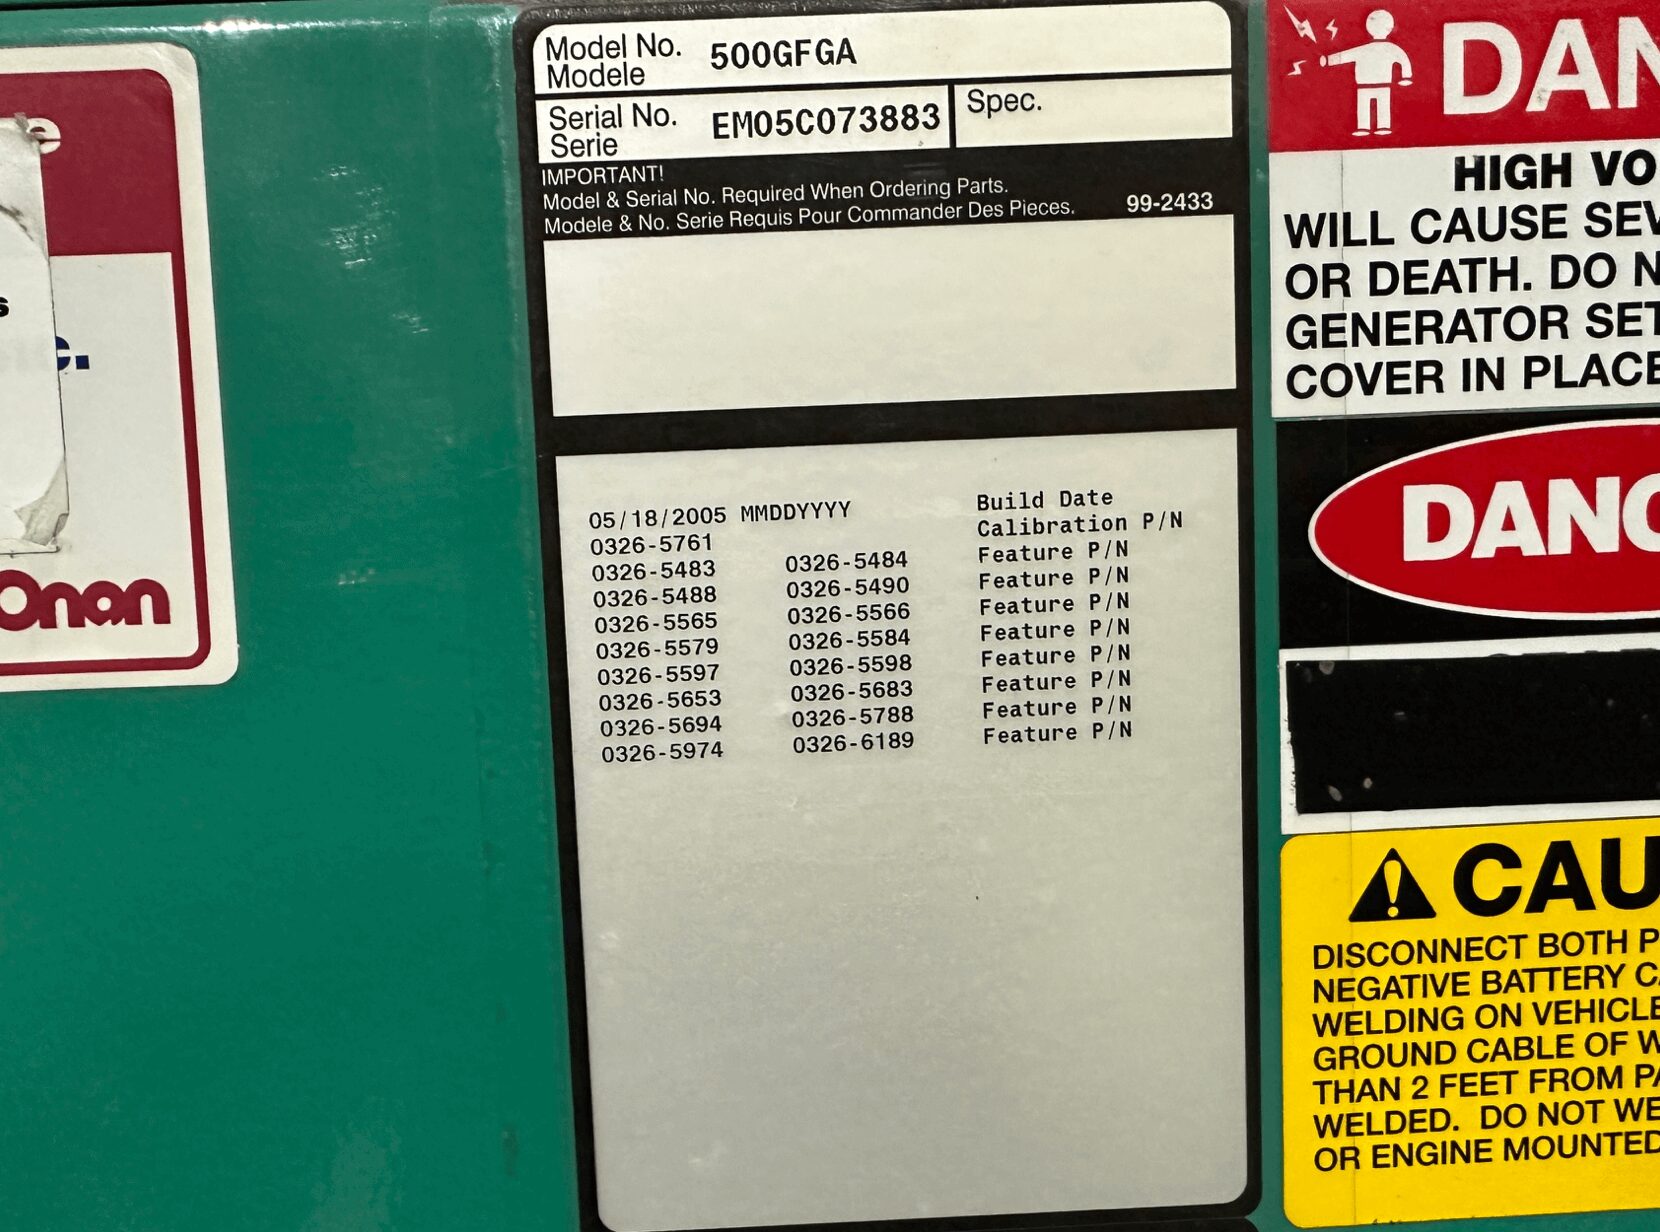 Model No.
Modele
500GFGA
Serial No.
Serie
EM05C073883
Spec.
IMPORTANT!
Model & Serial No. Required When Ordering Parts.
Modele & No. Serie Requis Pour Commander Des Pieces.
99-2433
05/18/2005 MMDDYYYY Build Date
0326-5761 Calibration P/N
0326-5483 0326-5484 Feature P/N
0326-5488 0326-5490 Feature P/N
0326-5565 0326-5566 Feature P/N
0326-5579 0326-5584 Feature P/N
0326-5597 0326-5598 Feature P/N
0326-5653 0326-5683 Feature P/N
0326-5694 0326-5788 Feature P/N
0326-5974 0326-6189 Feature P/N
e
s
c.
Onan
DAN
HIGH VO
WILL CAUSE SEV
OR DEATH. DO N
GENERATOR SET
COVER IN PLACE
DANG
CAU
DISCONNECT BOTH P
NEGATIVE BATTERY CA
WELDING ON VEHICLE
GROUND CABLE OF W
THAN 2 FEET FROM PA
WELDED. DO NOT WE
OR ENGINE MOUNTED